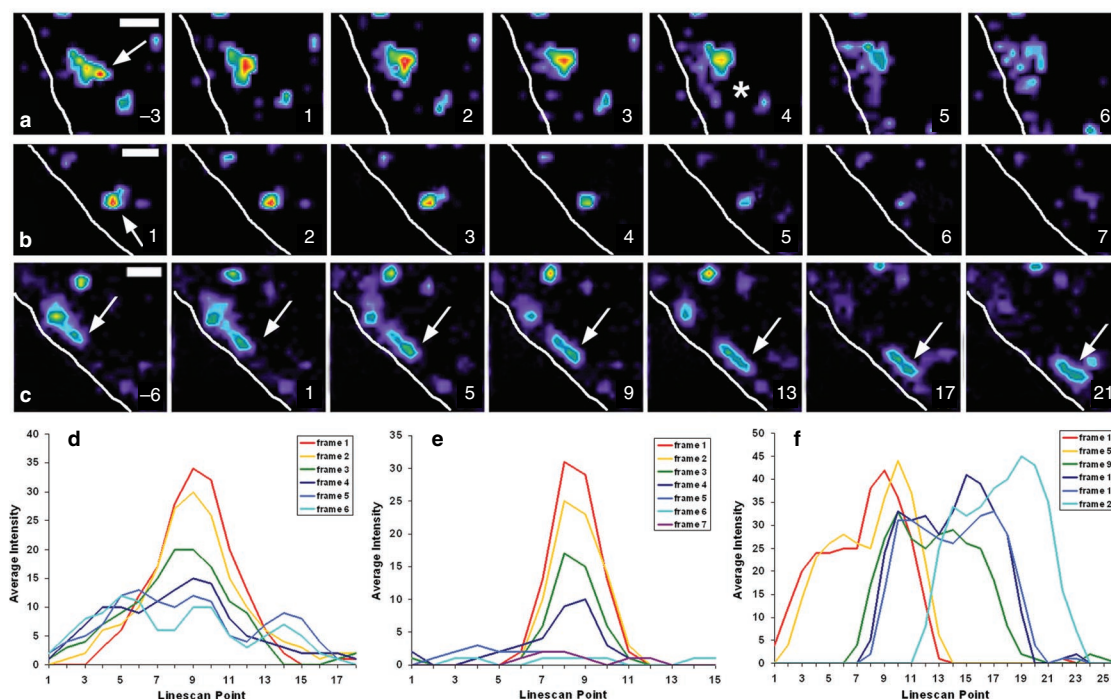 a
–3
1
2
3
*
4
5
6
b
1
2
3
4
5
6
7
c
–6
1
5
9
13
17
21
d
Average Intensity
40
35
30
25
20
15
10
5
0
1 3 5 7 9 11 13 15 17
Linescan Point
frame 1
frame 2
frame 3
frame 4
frame 5
frame 6
e
Average Intensity
35
30
25
20
15
10
5
0
1 3 5 7 9 11 13 15
Linescan Point
frame 1
frame 2
frame 3
frame 4
frame 5
frame 6
frame 7
f
Average Intensity
50
45
40
35
30
25
20
15
10
5
0
1 3 5 7 9 11 13 15 17 19 21 23 25
Linescan Point
frame 1
frame 5
frame 9
frame 1
frame 1
frame 2